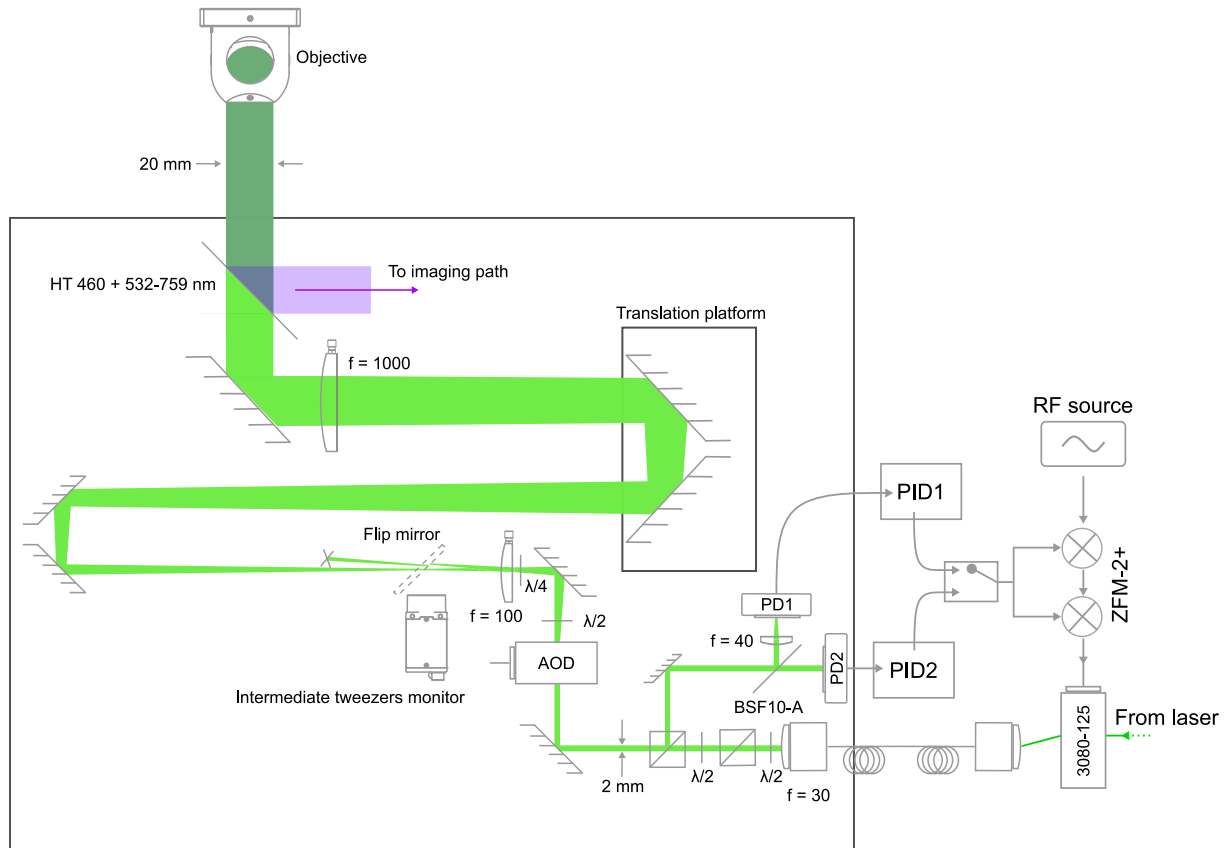 Objective
20 mm
HT 460 + 532-759 nm
To imaging path
Translation platform
f = 1000
RF source
PID1
Flip mirror
λ/4
f = 100
λ/2
PD1
ZFM-2+
f = 40
AOD
PD2
PID2
Intermediate tweezers monitor
BSF10-A
From laser
3080-125
λ/2
λ/2
2 mm
f = 30